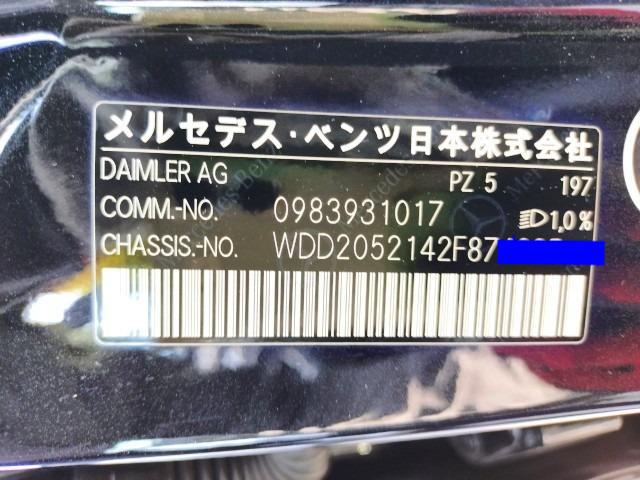 メルセデス・ベンツ日本株式会社
DAIMLER AG PZ 5 197
COMM.-NO. 0983931017 1,0%
CHASSIS.-NO. WDD2052142F87